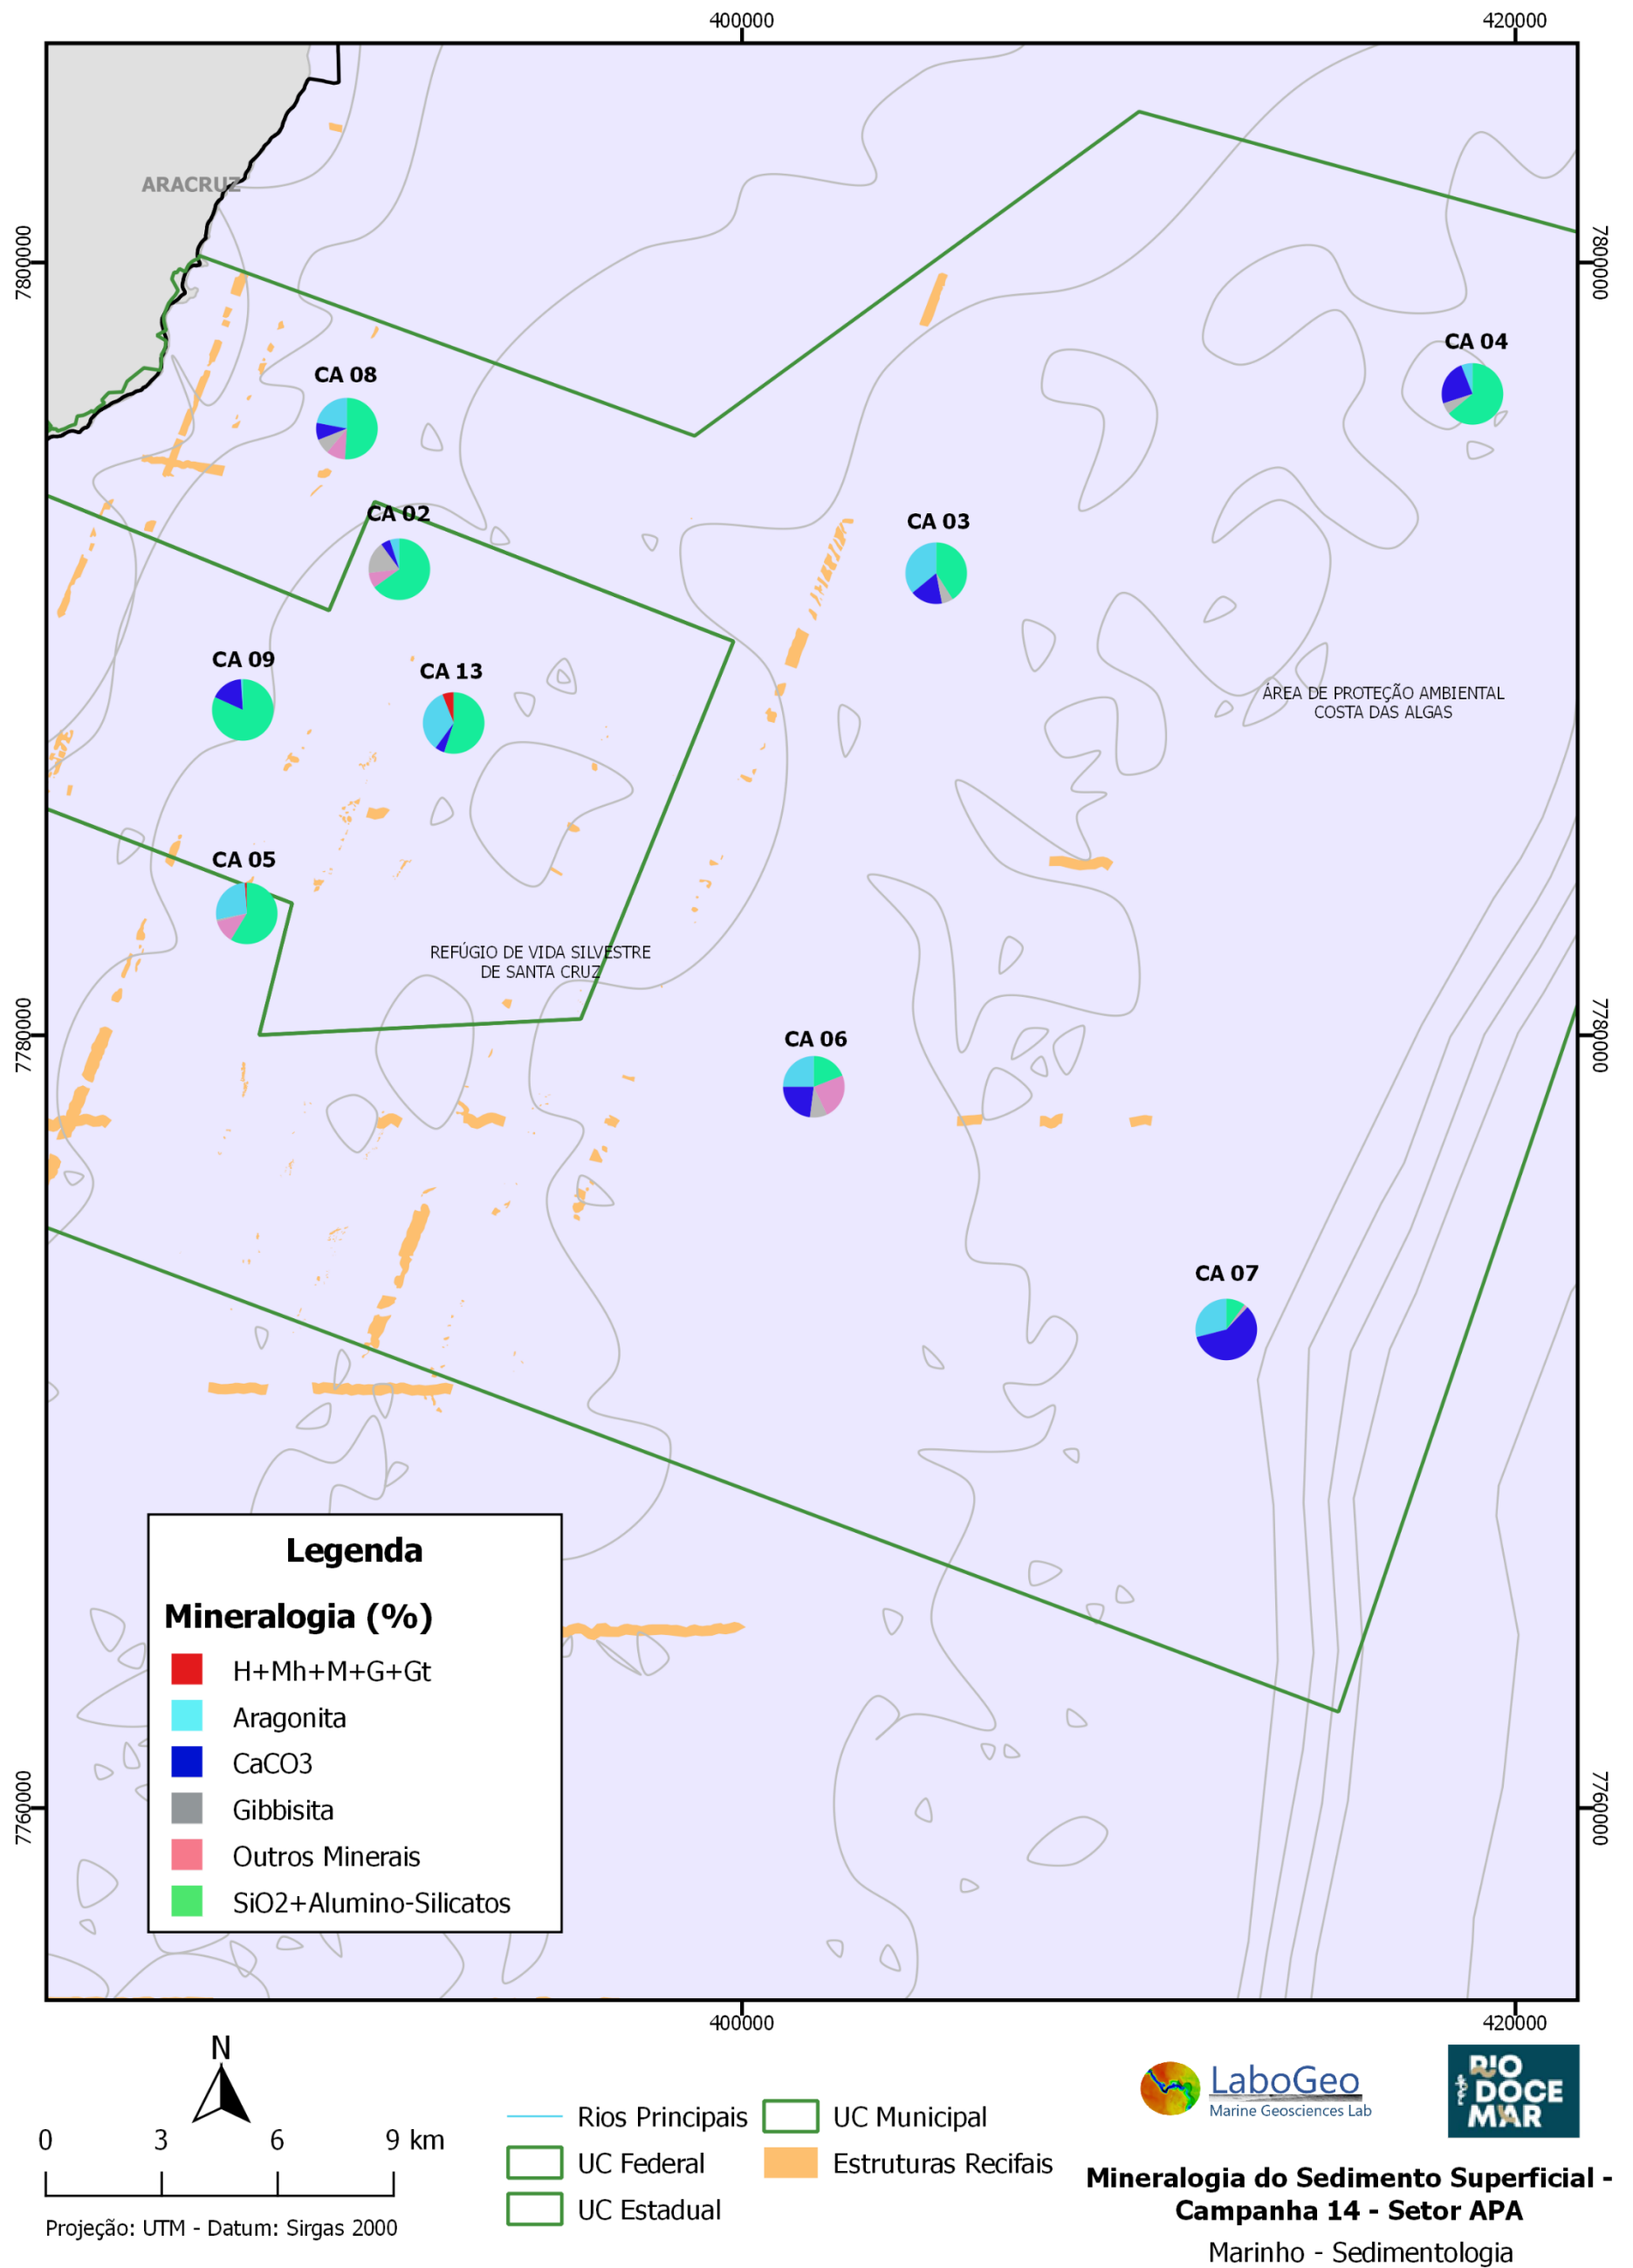 400000
420000
ARACRUZ
7800000
7800000
CA 04
CA 08
CA 02
CA 03
CA 09
CA 13
ÁREA DE PROTEÇÃO AMBIENTAL
COSTA DAS ALGAS
CA 05
REFÚGIO DE VIDA SILVESTRE
DE SANTA CRUZ
7780000
7780000
CA 06
CA 07
Legenda
Mineralogia (%)
H+Mh+M+G+Gt
Aragonita
CaCO3
Gibbisita
Outros Minerais
SiO2+Alumino-Silicatos
7760000
7760000
400000
420000
N
0 3 6 9 km
Projeção: UTM - Datum: Sirgas 2000
Rios Principais
UC Federal
UC Estadual
UC Municipal
Estruturas Recifais
LaboGeo
Marine Geosciences Lab
rede
RIO
DOCE
MAR
Mineralogia do Sedimento Superficial -
Campanha 14 - Setor APA
Marinho - Sedimentologia